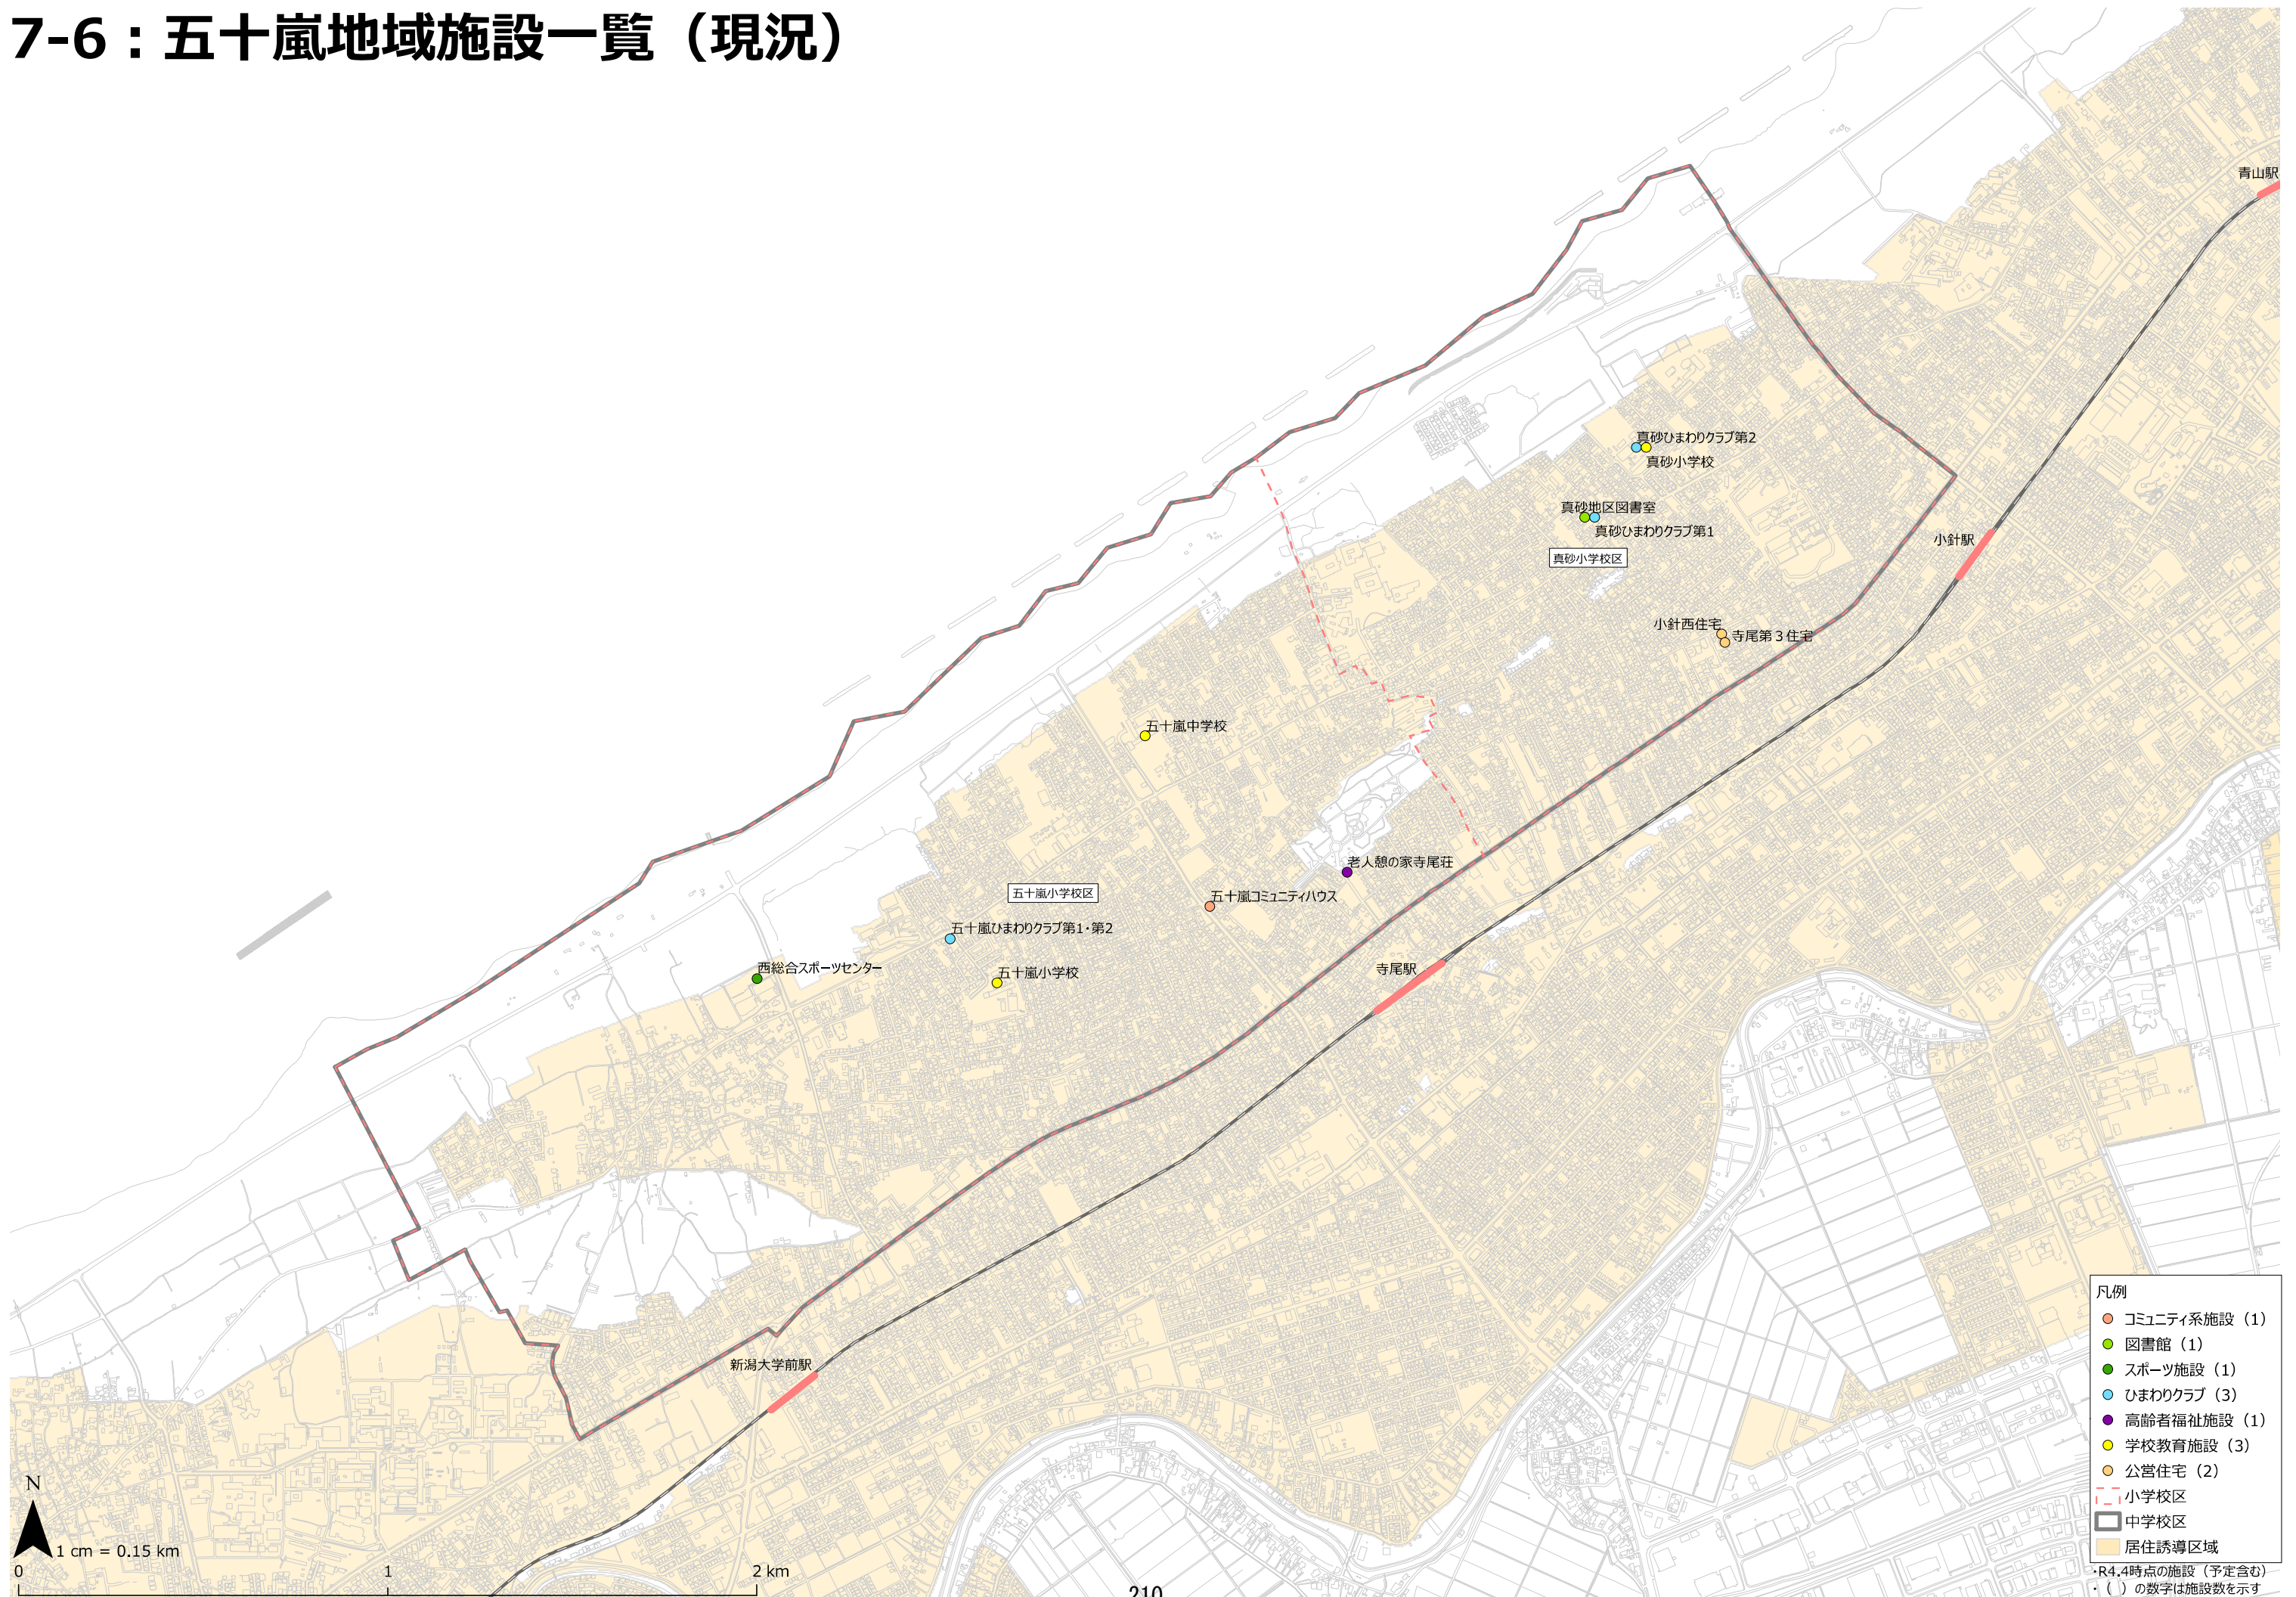 7-6：五十嵐地域施設一覧（現況）
青山駅
真砂ひまわりクラブ第2
真砂小学校
真砂地区図書室
真砂ひまわりクラブ第1
小針駅
真砂小学校区
小針西住宅
寺尾第３住宅
五十嵐中学校
老人憩の家寺尾荘
五十嵐小学校区
五十嵐コミュニティハウス
五十嵐ひまわりクラブ第1・第2
西総合スポーツセンター
五十嵐小学校
寺尾駅
新潟大学前駅
凡例
コミュニティ系施設（1）
図書館（1）
スポーツ施設（1）
ひまわりクラブ（3）
高齢者福祉施設（1）
学校教育施設（3）
公営住宅（2）
小学校区
中学校区
居住誘導区域
・R4.4時点の施設（予定含む）
・（ ）の数字は施設数を示す
N
1 cm = 0.15 km
0 1 2 km
210